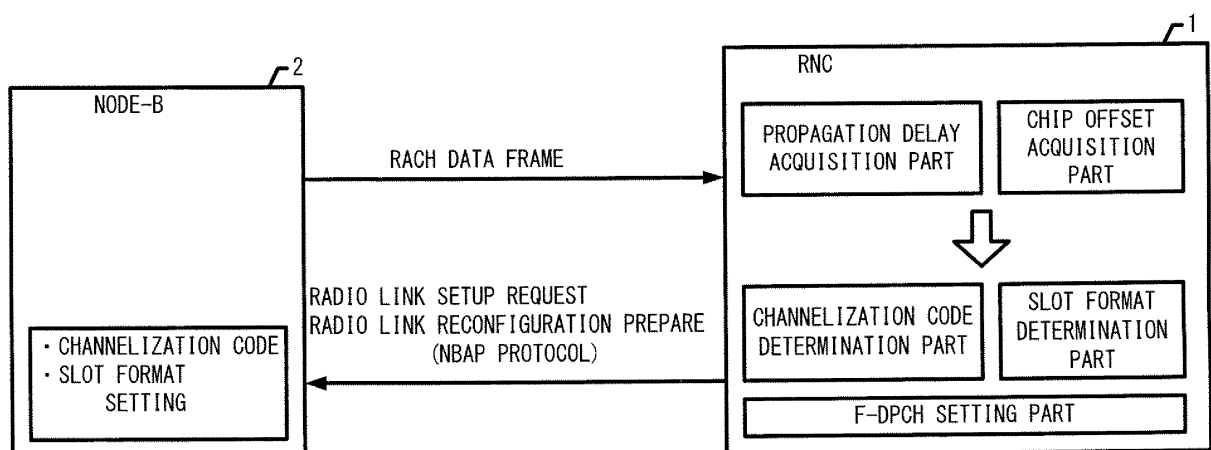 1
2
RNC
NODE-B
PROPAGATION DELAY
ACQUISITION PART
CHIP OFFSET
ACQUISITION
PART
RACH DATA FRAME
RADIO LINK SETUP REQUEST
RADIO LINK RECONFIGURATION PREPARE
(NBAP PROTOCOL)
CHANNELIZATION CODE
DETERMINATION PART
SLOT FORMAT
DETERMINATION
PART
・CHANNELIZATION CODE
・SLOT FORMAT
SETTING
F-DPCH SETTING PART